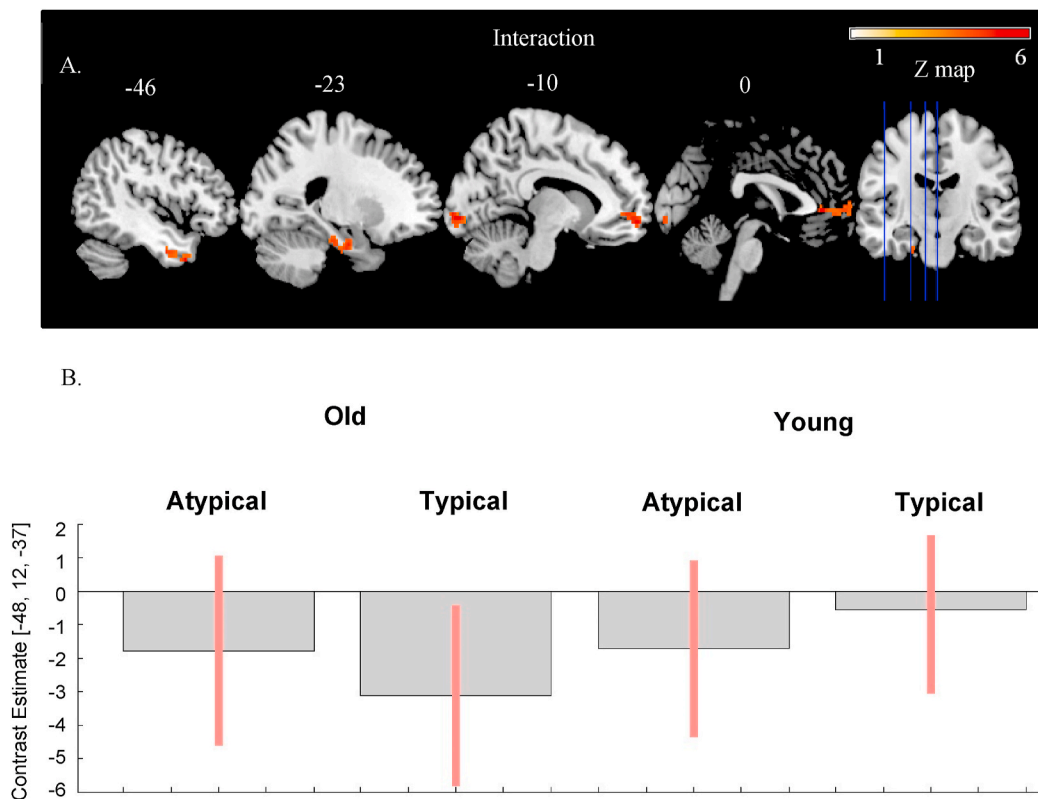 Interaction
A.
-46 -23 -10 0
1 6
Z map
B.
Old Young
Atypical Typical Atypical Typical
Contrast Estimate [-48, 12, -37]
2
1
0
-1
-2
-3
-4
-5
-6